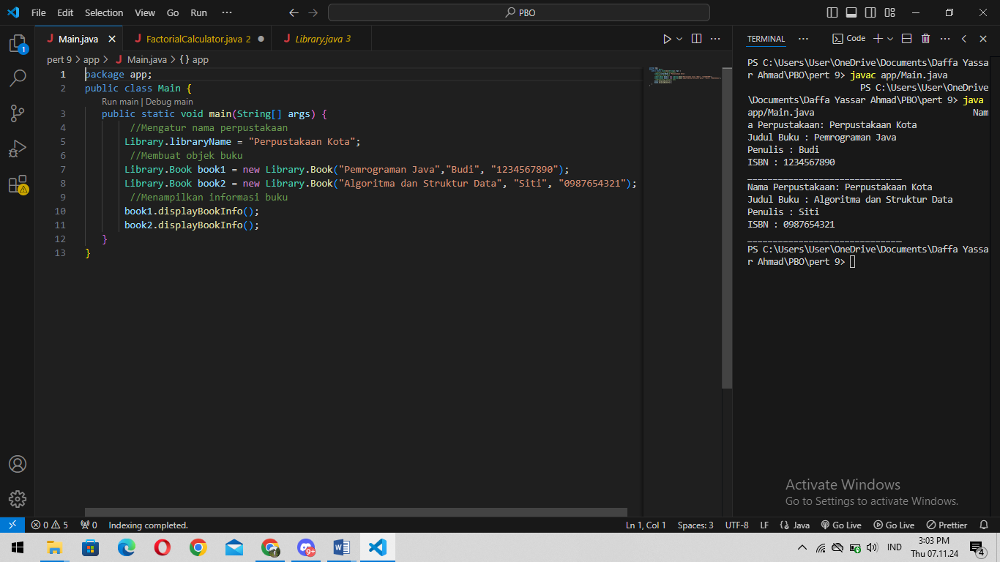 File Edit Selection View Go Run ··· PBO
Main.java FactorialCalculator.java 2 Library.java 3
pert 9 > app > Main.java > {} app
1 package app;
2 public class Main {
Run main | Debug main
3 public static void main(String[] args) {
4 //Mengatur nama perpustakaan
5 Library.libraryName = "Perpustakaan Kota";
6 //Membuat objek buku
7 Library.Book book1 = new Library.Book("Pemrograman Java","Budi", "1234567890");
8 Library.Book book2 = new Library.Book("Algoritma dan Struktur Data", "Siti", "0987654321");
9 //Menampilkan informasi buku
10 book1.displayBookInfo();
11 book2.displayBookInfo();
12 }
13 }
TERMINAL ··· Code
PS C:\Users\User\OneDrive\Documents\Daffa Yassa
r Ahmad\PBO\pert 9> javac app/Main.java
PS C:\Users\User\OneDrive
\Documents\Daffa Yassar Ahmad\PBO\pert 9> java
app/Main.java Nam
a Perpustakaan: Perpustakaan Kota
Judul Buku : Pemrograman Java
Penulis : Budi
ISBN : 1234567890
______________________________
Nama Perpustakaan: Perpustakaan Kota
Judul Buku : Algoritma dan Struktur Data
Penulis : Siti
ISBN : 0987654321
______________________________
PS C:\Users\User\OneDrive\Documents\Daffa Yassa
r Ahmad\PBO\pert 9>
Activate Windows
Go to Settings to activate Windows.
1
0 5 0 Indexing completed. Ln 1, Col 1 Spaces: 3 UTF-8 LF {} Java Go Live Go Live Prettier
9+ IND 3:03 PM
Thu 07.11.24 4